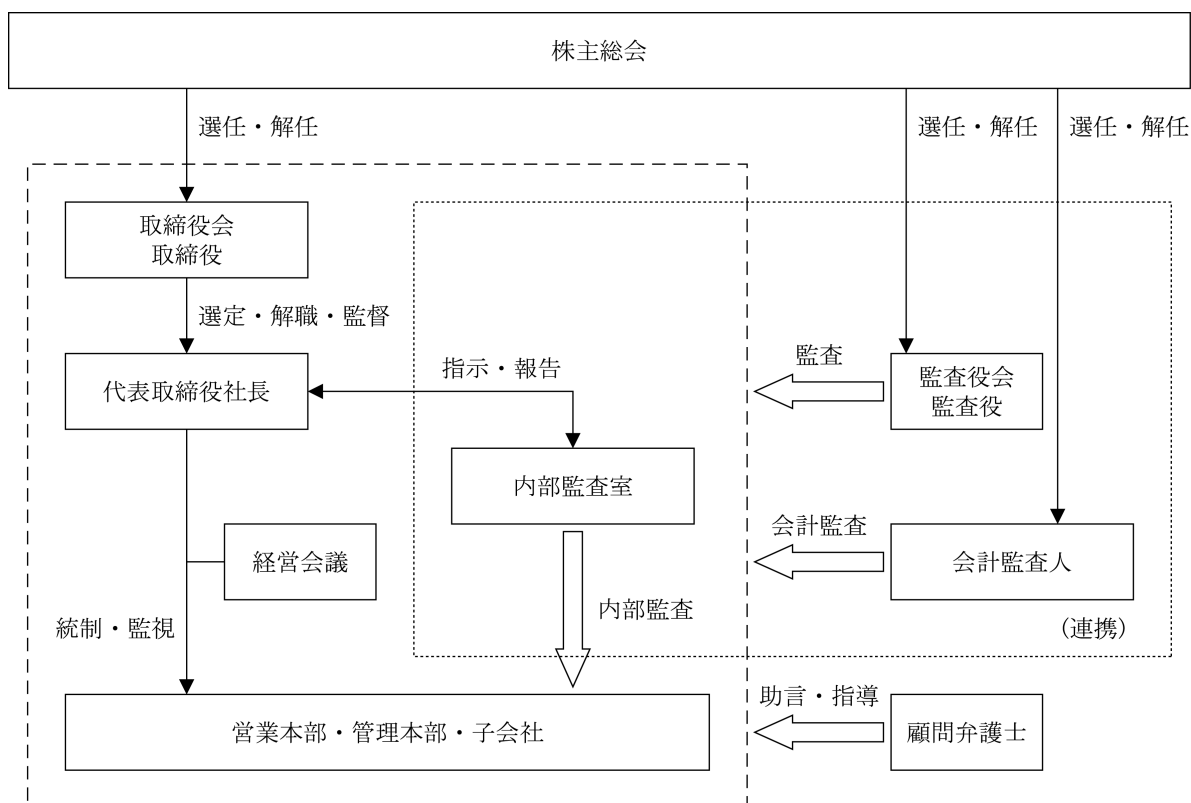 株主総会
選任・解任
選任・解任
選任・解任
取締役会
取締役
選定・解職・監督
代表取締役社長
指示・報告
監査
監査役会
監査役
内部監査室
経営会議
会計監査
会計監査人
内部監査
統制・監視
（連携）
営業本部・管理本部・子会社
助言・指導
顧問弁護士